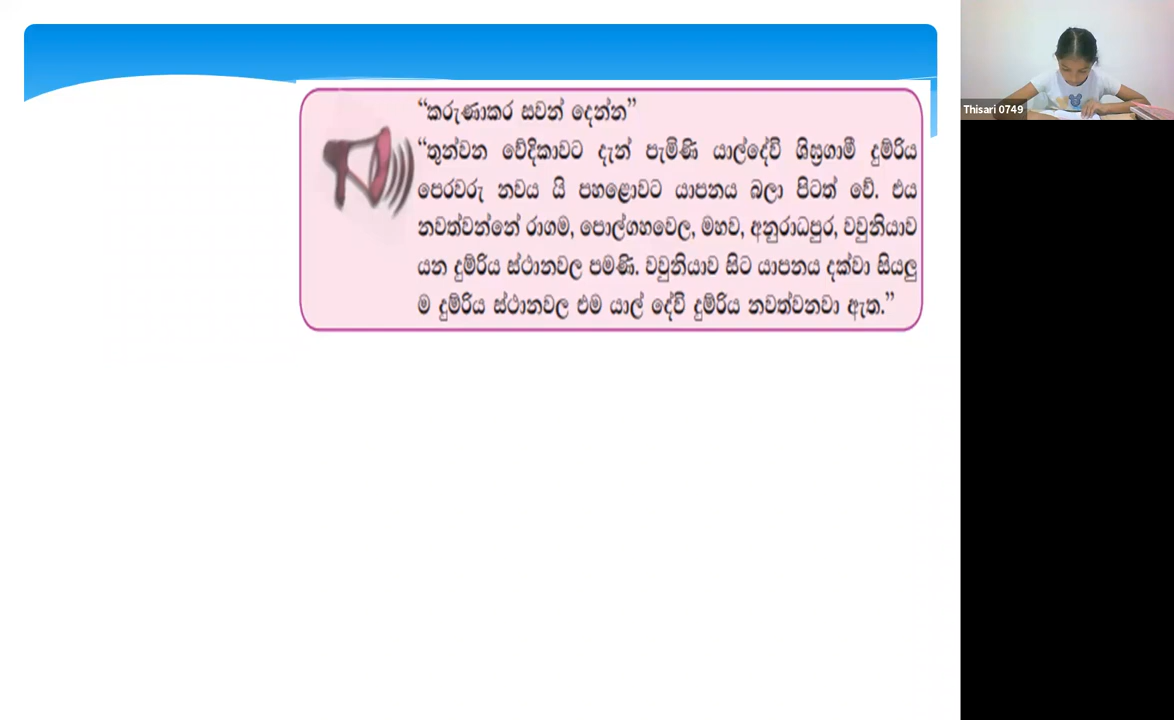 “කරුණාකර සවන් දෙන්න”
“තුන්වන වේදිකාවට දැන් පැමිණි යාල්දේවි ශීඝ්‍රගාමී දුම්රිය
පෙරවරු නවය යි පහළොවට යාපනය බලා පිටත් වේ. එය
නවත්වන්නේ රාගම, පොල්ගහවෙල, මහව, අනුරාධපුර, වවුනියාව
යන දුම්රිය ස්ථානවල පමණි. වවුනියාව සිට යාපනය දක්වා සියලු
ම දුම්රිය ස්ථානවල එම යාල් දේවි දුම්රිය නවත්වනවා ඇත.”
Thisari 0749